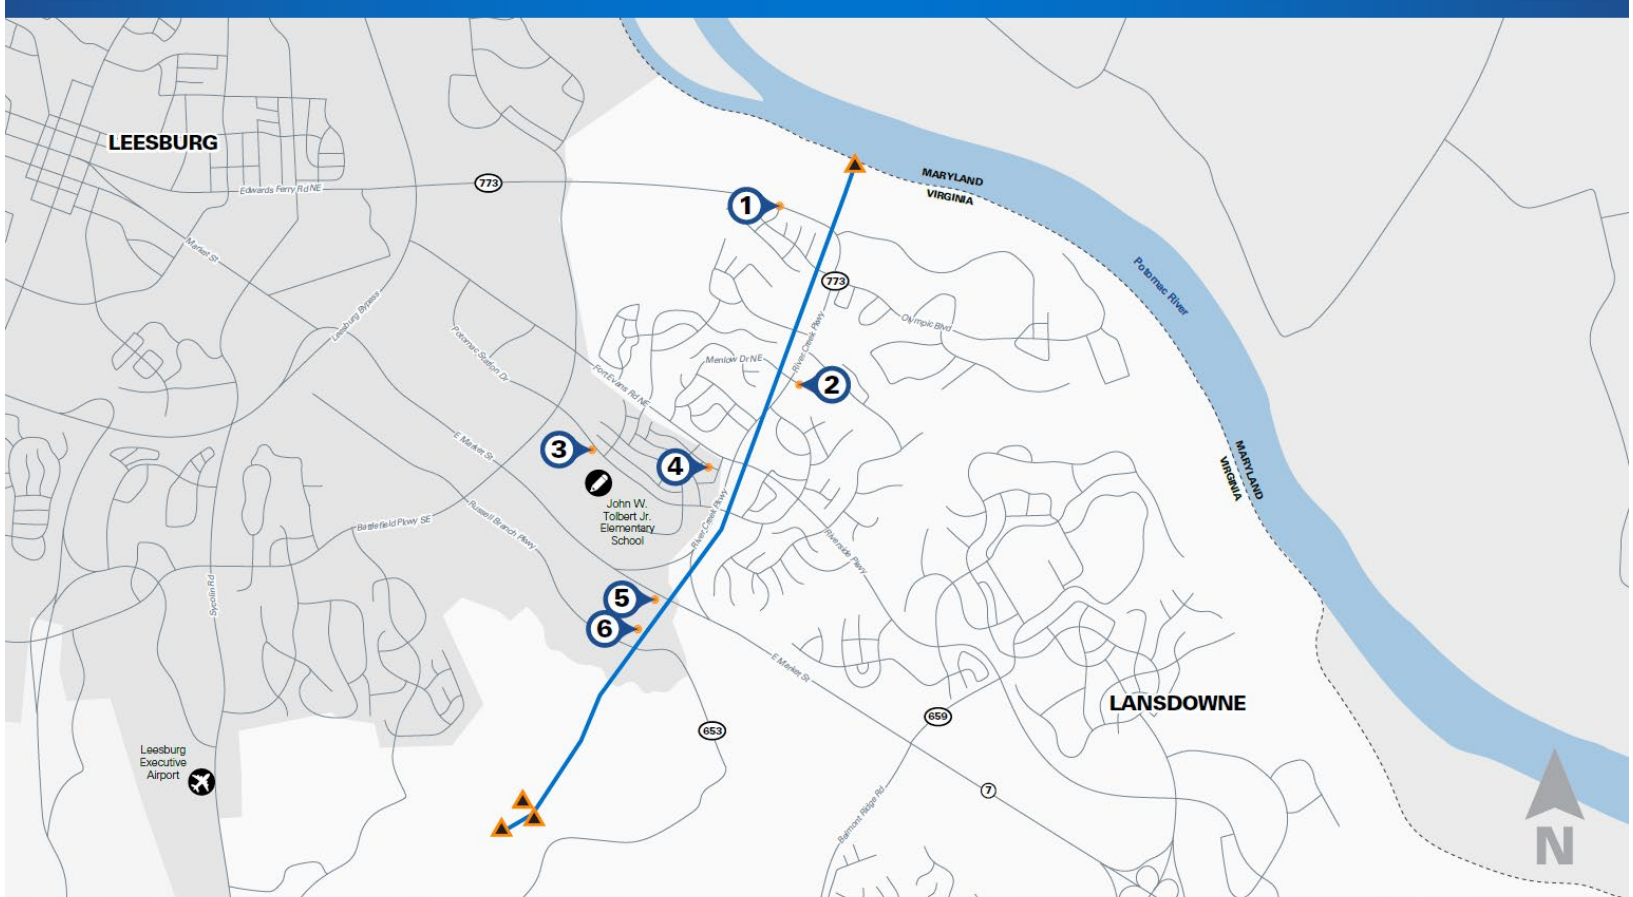 LEESBURG
Edwards Ferry Rd NE
773
MARYLAND
VIRGINIA
1
Market St
Leesburg Bypass
773
Potomac River
Olympic Blvd
River Creek Pkwy
Potomac Station Dr
Menlow Dr NE
Fort Evans Rd NE
2
3
4
E Market St
MARYLAND
VIRGINIA
John W.
Tolbert Jr.
Elementary
School
Russell Branch Pkwy
Battlefield Pkwy SE
River Creek Pkwy
Riverside Pkwy
Sycolin Rd
5
6
E Market St
LANSDOWNE
659
653
Leesburg
Executive
Airport
7
Belmont Ridge Rd
N